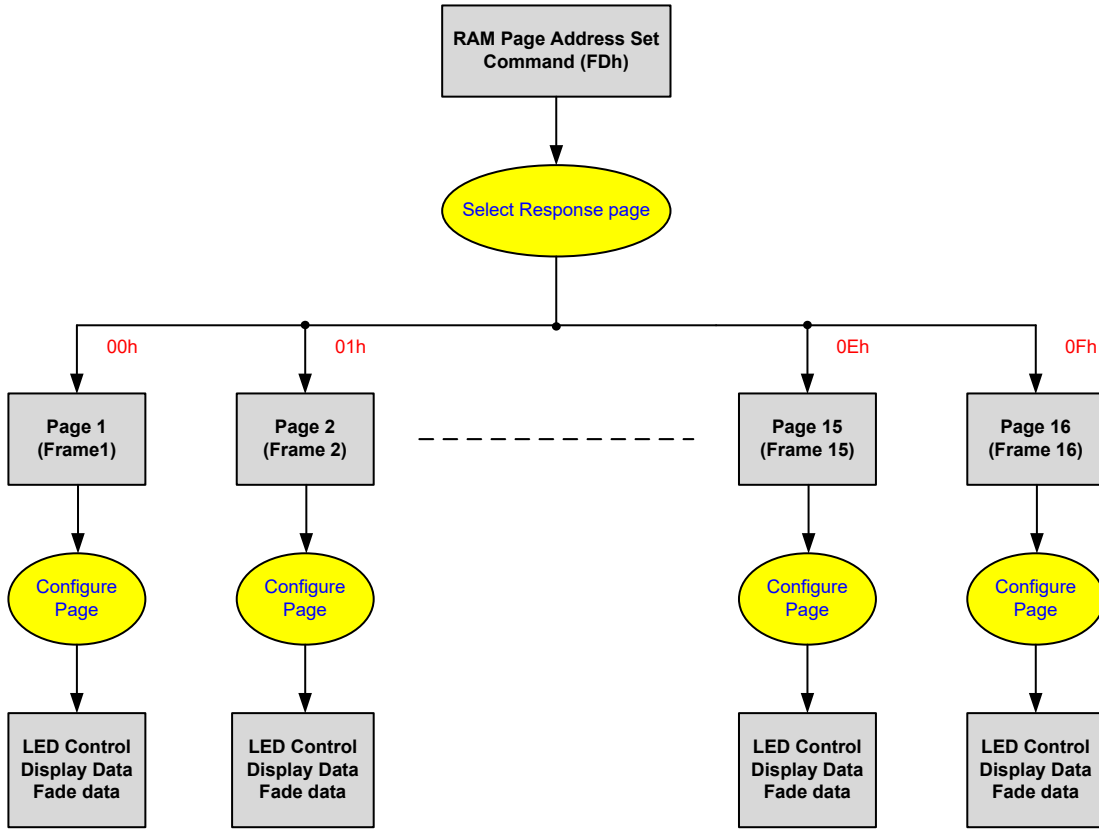 RAM Page Address Set
Command (FDh)
Select Response page
00h
01h
0Eh
0Fh
Page 1
(Frame1)
Page 2
(Frame 2)
Page 15
(Frame 15)
Page 16
(Frame 16)
Configure
Page
Configure
Page
Configure
Page
Configure
Page
LED Control
Display Data
Fade data
LED Control
Display Data
Fade data
LED Control
Display Data
Fade data
LED Control
Display Data
Fade data